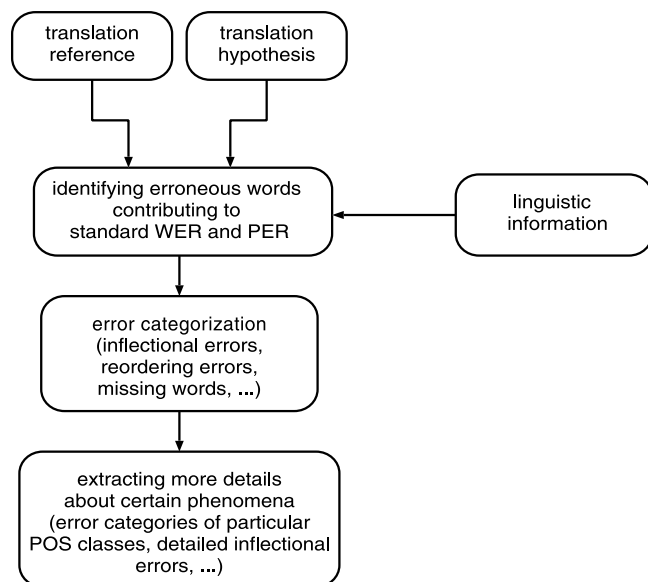 translation
reference
translation
hypothesis
identifying erroneous words
contributing to
standard WER and PER
linguistic
information
error categorization
(inflectional errors,
reordering errors,
missing words, ...)
extracting more details
about certain phenomena
(error categories of particular
POS classes, detailed inflectional
errors, ...)